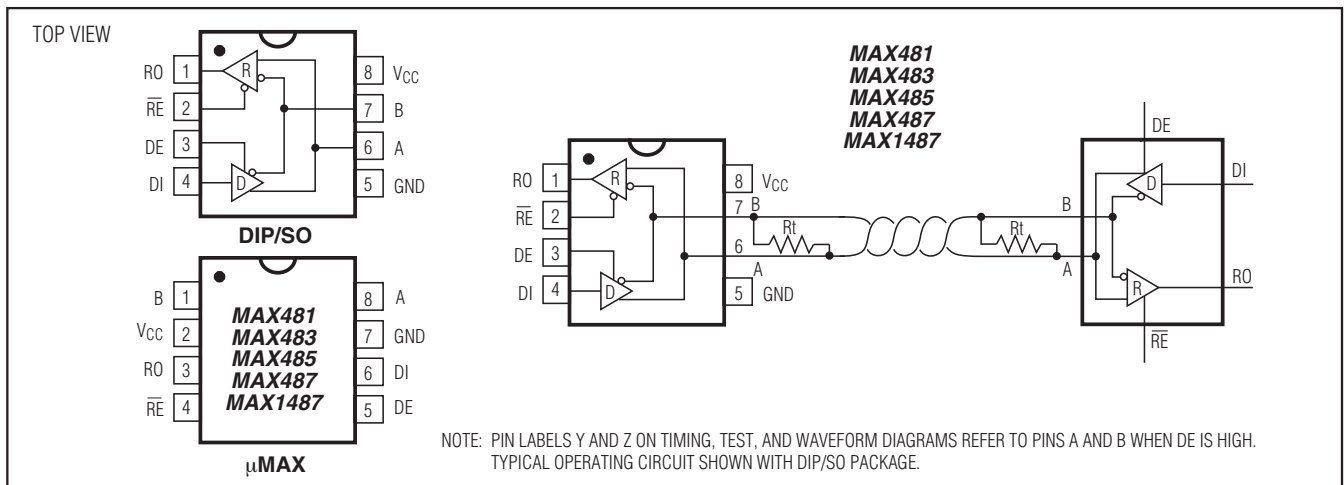 TOP VIEW
RO 1
R̅E̅ 2
DE 3
DI 4
8 VCC
7 B
6 A
5 GND
R
D
DIP/SO
B 1
VCC 2
RO 3
R̅E̅ 4
8 A
7 GND
6 DI
5 DE
MAX481
MAX483
MAX485
MAX487
MAX1487
μMAX
MAX481
MAX483
MAX485
MAX487
MAX1487
RO 1
R̅E̅ 2
DE 3
DI 4
R
D
8 VCC
7 B
6
A
5 GND
Rt
Rt
B
A
DE
D
DI
R
RO
R̅E̅
NOTE: PIN LABELS Y AND Z ON TIMING, TEST, AND WAVEFORM DIAGRAMS REFER TO PINS A AND B WHEN DE IS HIGH.
TYPICAL OPERATING CIRCUIT SHOWN WITH DIP/SO PACKAGE.